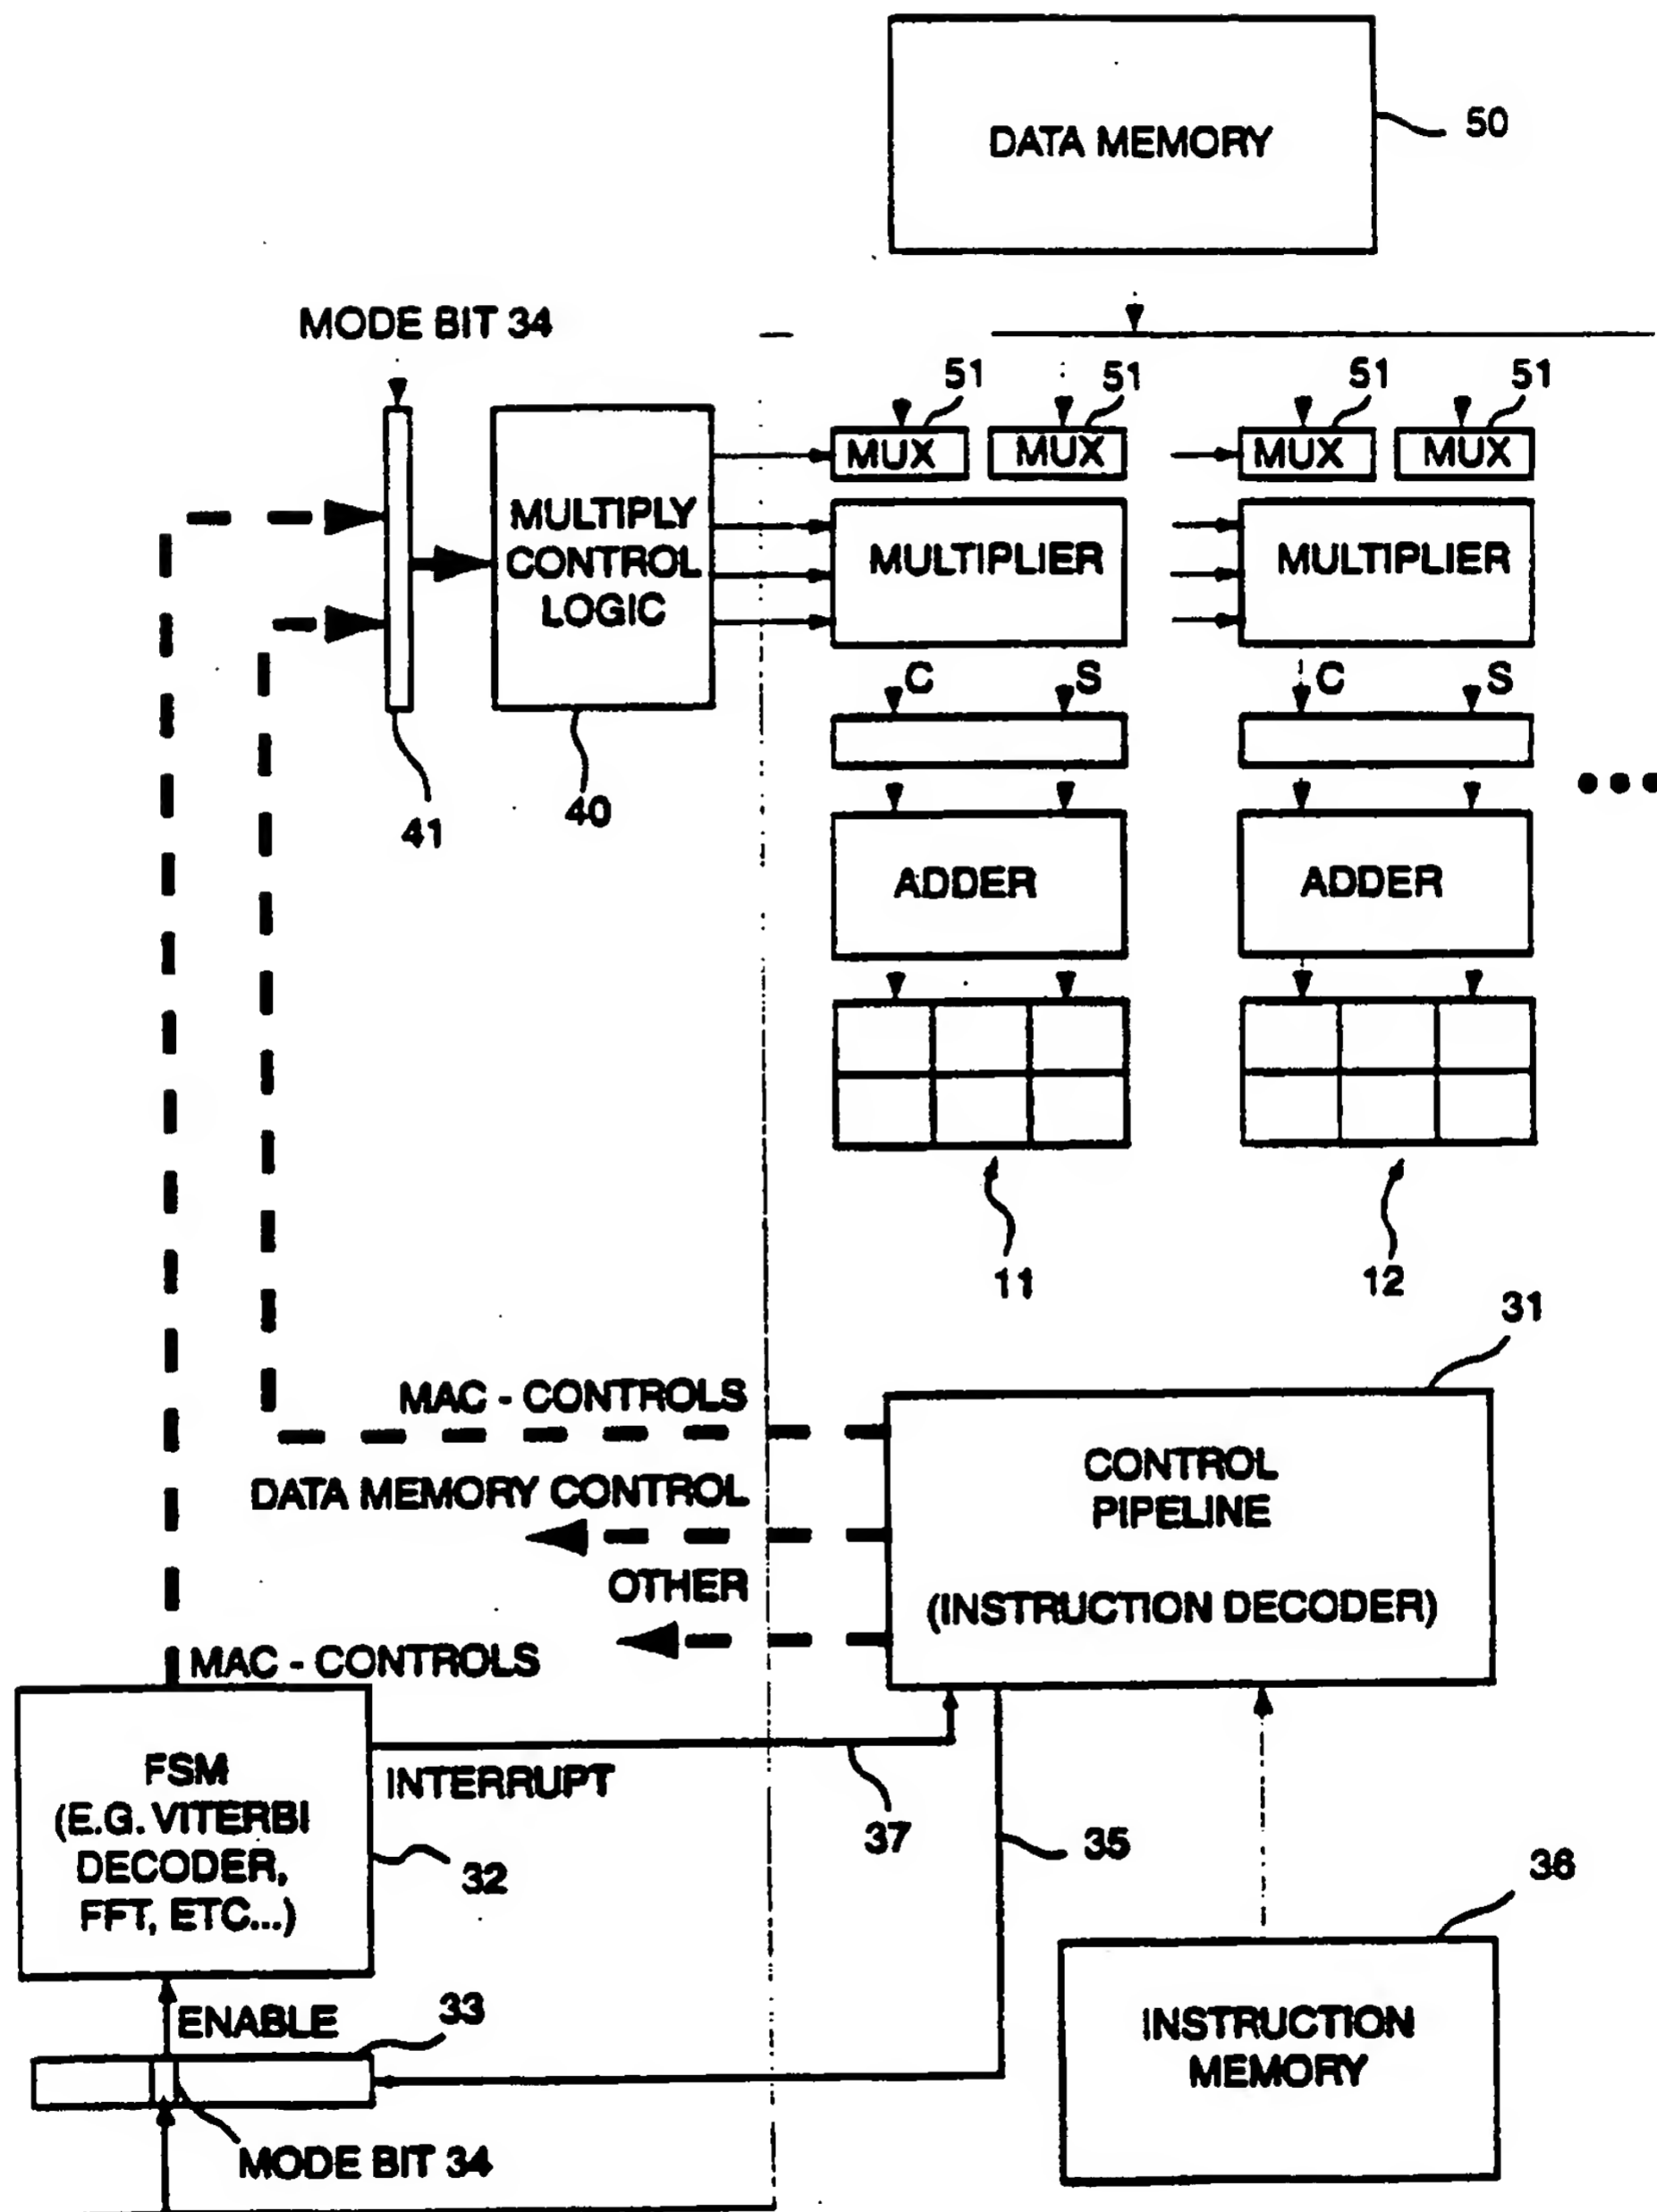 DATA MEMORY
50
MODE BIT 34
51
51
51
51
MUX
MUX
MUX
MUX
MULTIPLY
CONTROL
LOGIC
MULTIPLIER
MULTIPLIER
C
S
C
S
41
40
ADDER
ADDER
11
12
31
MAC - CONTROLS
DATA MEMORY CONTROL
OTHER
CONTROL
PIPELINE
(INSTRUCTION DECODER)
MAC - CONTROLS
FSM
(E.G. VITERBI
DECODER,
FFT, ETC...)
INTERRUPT
37
35
32
36
ENABLE
33
INSTRUCTION
MEMORY
MODE BIT 34